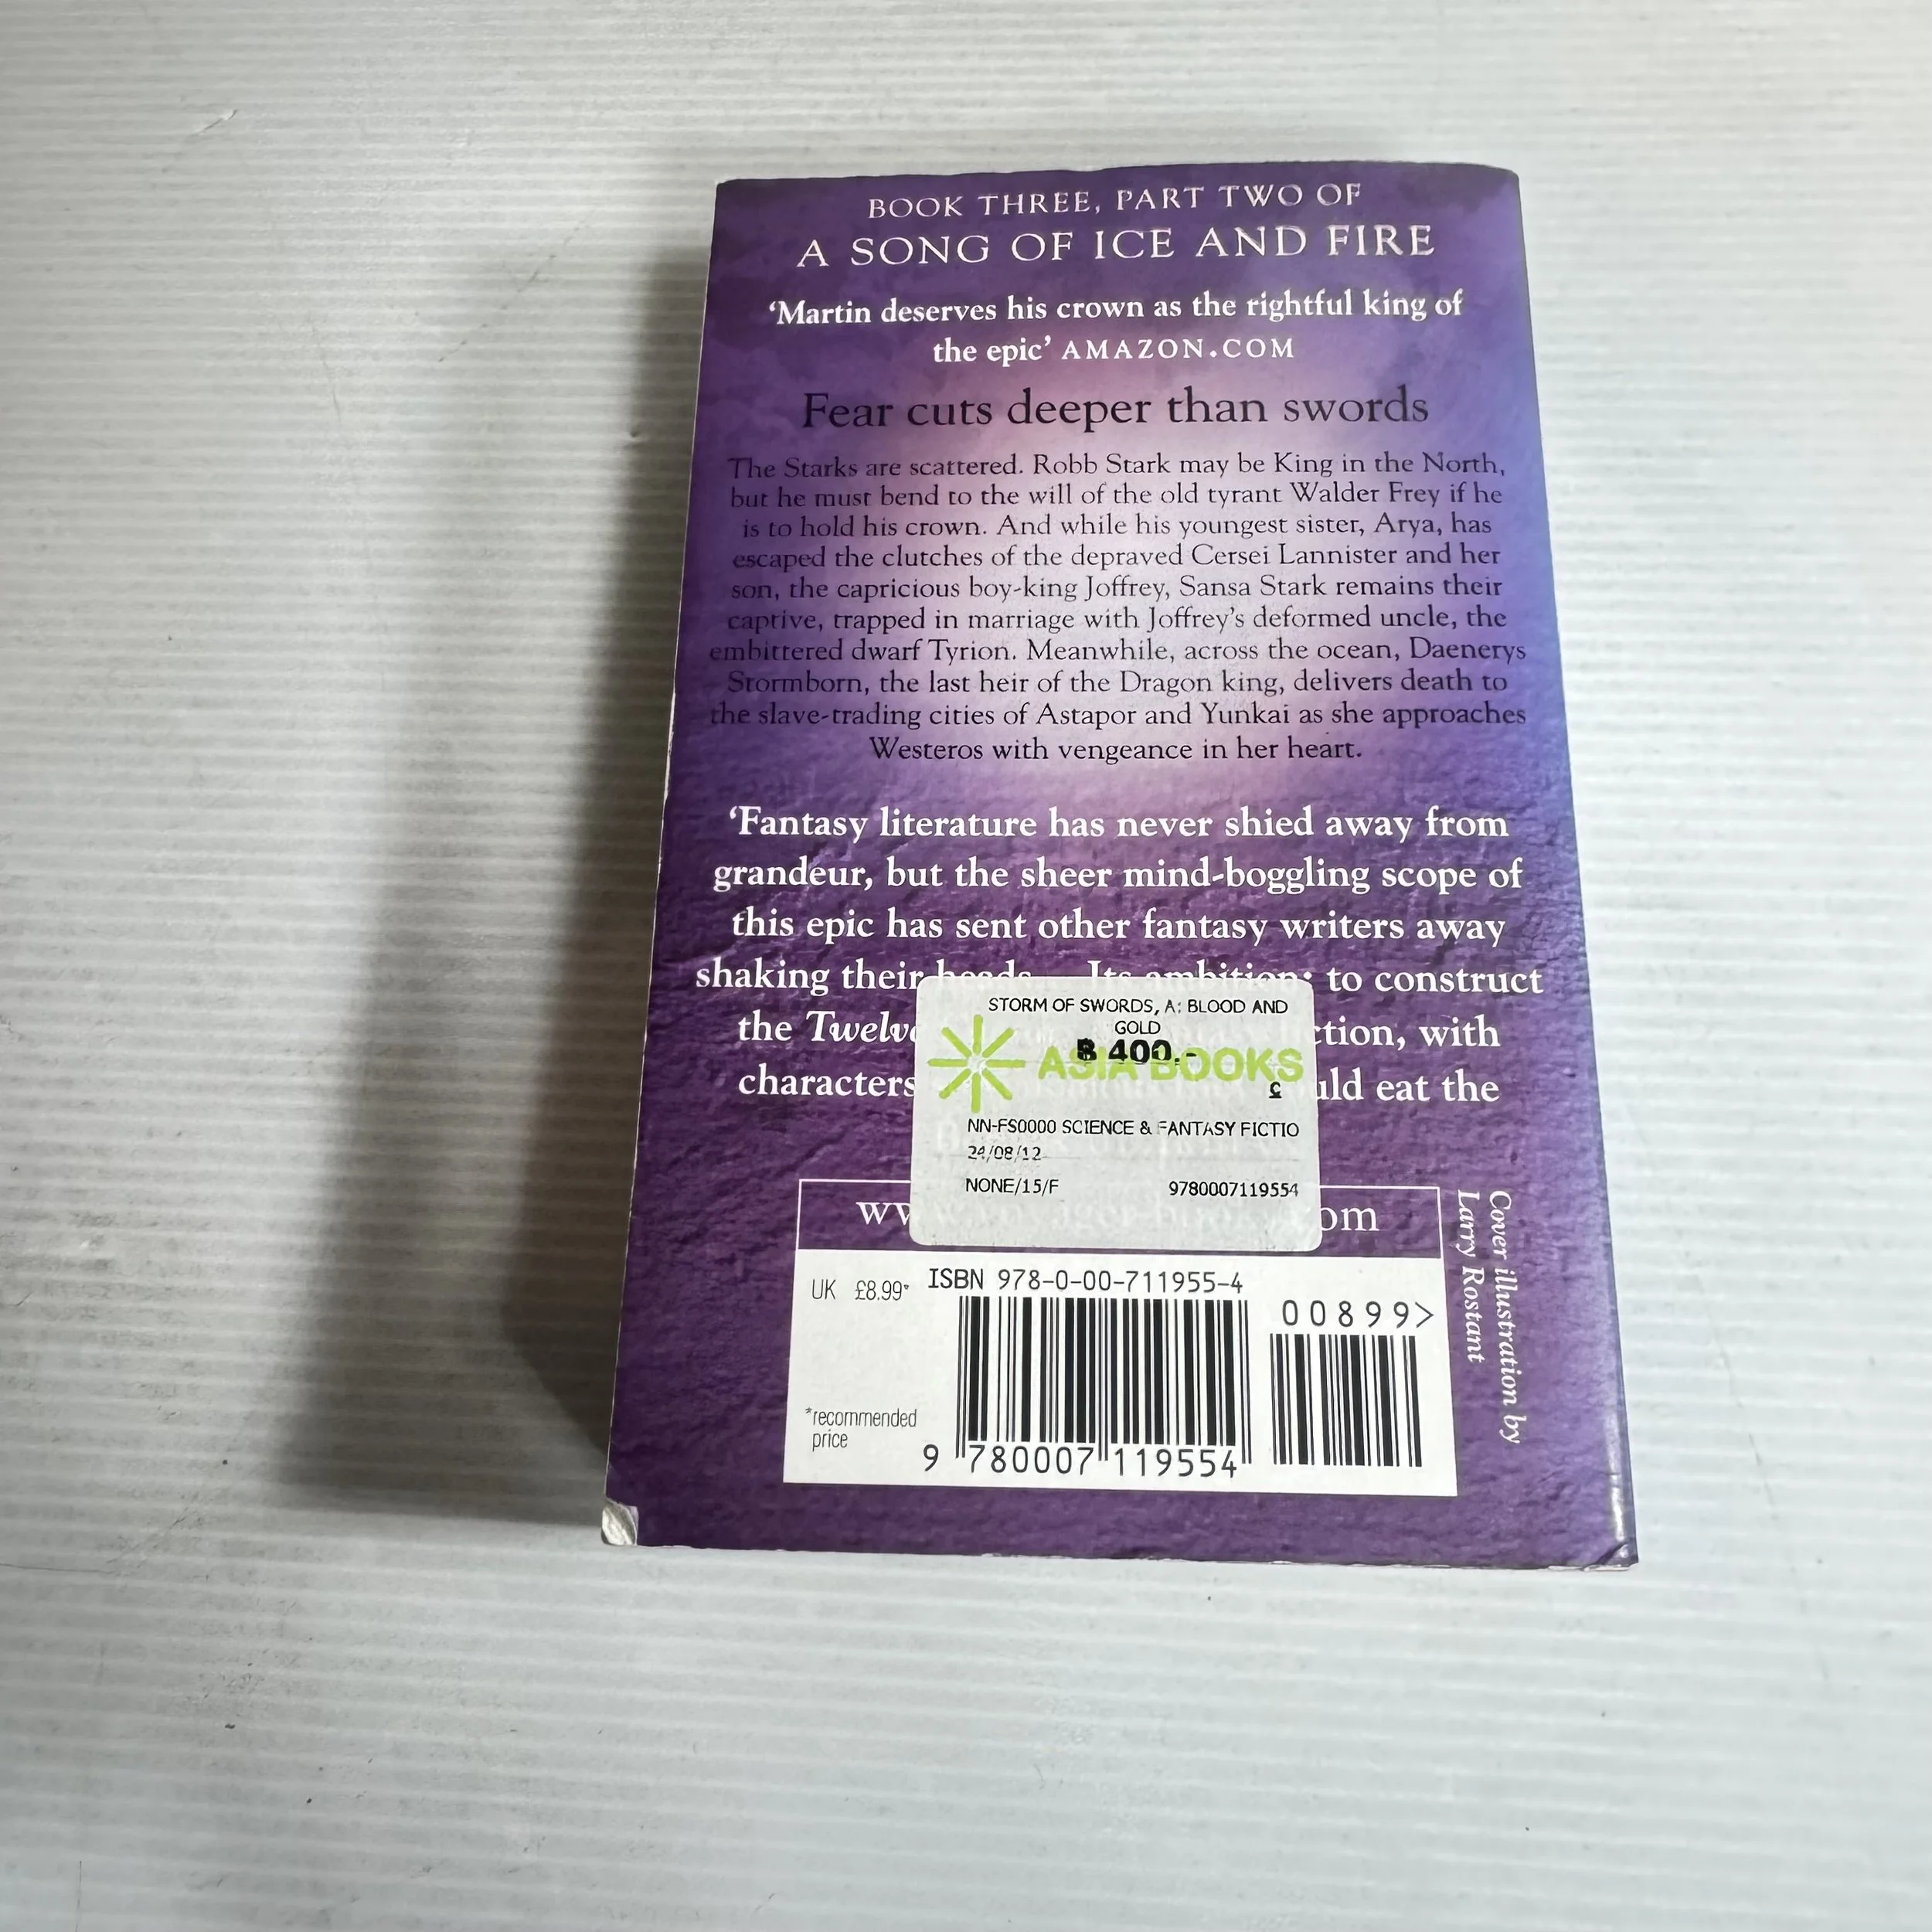 BOOK THREE, PART TWO OF
A SONG OF ICE AND FIRE
‘Martin deserves his crown as the rightful king of
the epic’ AMAZON.COM
Fear cuts deeper than swords
The Starks are scattered. Robb Stark may be King in the North,
but he must bend to the will of the old tyrant Walder Frey if he
is to hold his crown. And while his youngest sister, Arya, has
escaped the clutches of the depraved Cersei Lannister and her
son, the capricious boy-king Joffrey, Sansa Stark remains their
captive, trapped in marriage with Joffrey’s deformed uncle, the
embittered dwarf Tyrion. Meanwhile, across the ocean, Daenerys
Stormborn, the last heir of the Dragon king, delivers death to
the slave-trading cities of Astapor and Yunkai as she approaches
Westeros with vengeance in her heart.
‘Fantasy literature has never shied away from
grandeur, but the sheer mind-boggling scope of
this epic has sent other fantasy writers away
shaking their heads Its ambition: to construct
the Twelve ction, with
characters uld eat the
STORM OF SWORDS, A: BLOOD AND
GOLD
฿ 400.-
ASIA BOOKS
£
NN-FS0000 SCIENCE & FANTASY FICTIO
24/08/12
NONE/15/F 9780007119554
ww om
UK £8.99*
ISBN 978-0-00-711955-4
00899>
*recommended
price
9 780007 119554
Cover illustration by
Larry Rostant